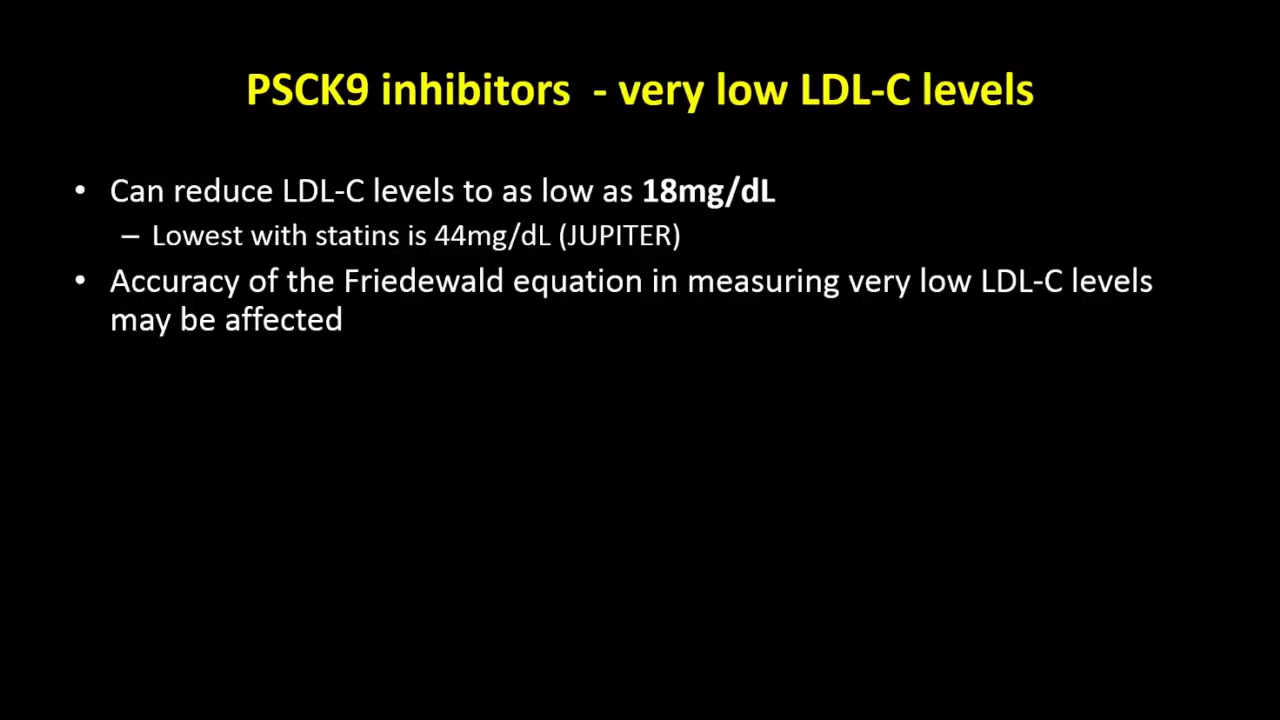 PSCK9 inhibitors  - very low LDL-C levels
• Can reduce LDL-C levels to as low as 18mg/dL
– Lowest with statins is 44mg/dL (JUPITER)
• Accuracy of the Friedewald equation in measuring very low LDL-C levels
may be affected